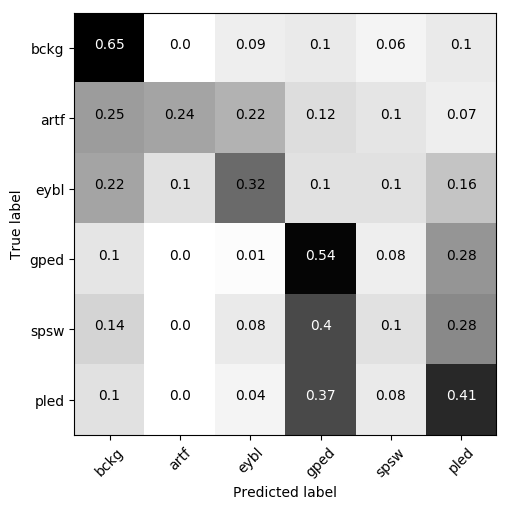 bckg 0.65 0.0 0.09 0.1 0.06 0.1
artf 0.25 0.24 0.22 0.12 0.1 0.07
eybl 0.22 0.1 0.32 0.1 0.1 0.16
gped 0.1 0.0 0.01 0.54 0.08 0.28
spsw 0.14 0.0 0.08 0.4 0.1 0.28
pled 0.1 0.0 0.04 0.37 0.08 0.41
True label
bckg artf eybl gped spsw pled
Predicted label